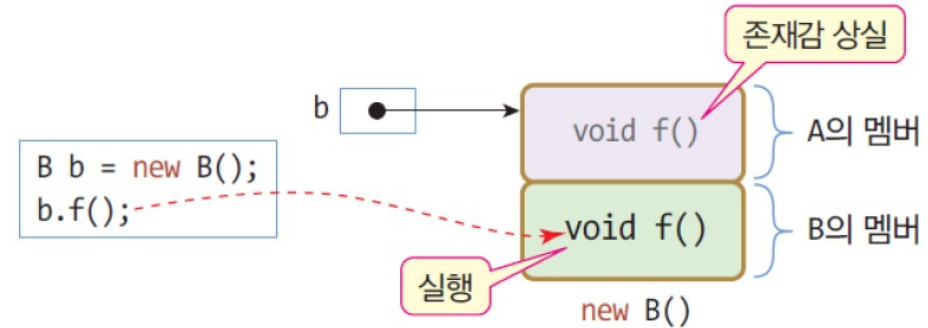 존재감 상실
b
void f()
A의 멤버
B b = new B();
b.f();
void f()
B의 멤버
실행
new B()